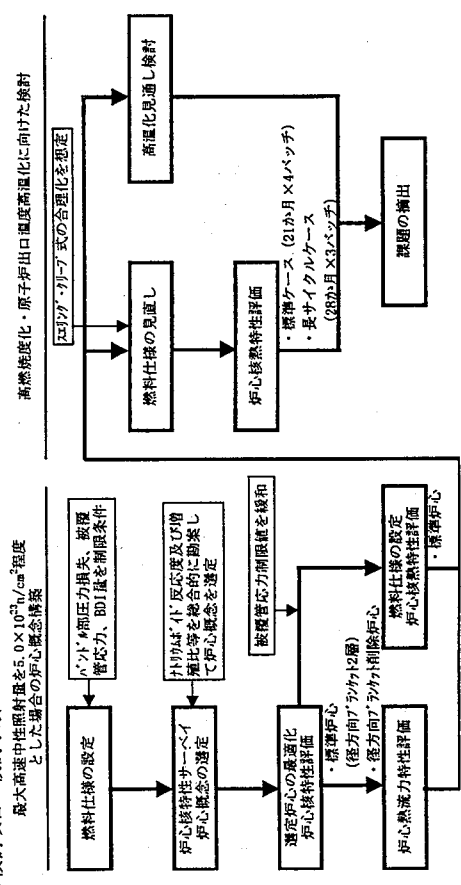 最大高速中性照射量を5.0×10²³n/cm²程度
とした場合の炉心概念構築
燃料仕様の設定
バンドル部圧力損失、被覆
管応力、BDI量を制限条件
炉心核特性サーベイ
炉心概念の選定
ナトリウムボイド反応度及び増
殖比等を総合的に勘案し
て炉心概念を選定
選定炉心の最適化
炉心核特性評価
被覆管応力制限値を緩和
・標準炉心
(径方向ブランケット2層)
・径方向ブランケット削除炉心
炉心熱流力特性評価
燃料仕様の設定
炉心核熱特性評価
・標準炉心
高燃焼度化・原子炉出口温度高温化に向けた検討
スエリング・クリープ式の合理化を想定
燃料仕様の見直し
高温化見通し検討
炉心核熱特性評価
・標準ケース (21か月×4バッチ)
・長サイクルケース
(28か月×3バッチ)
課題の摘出